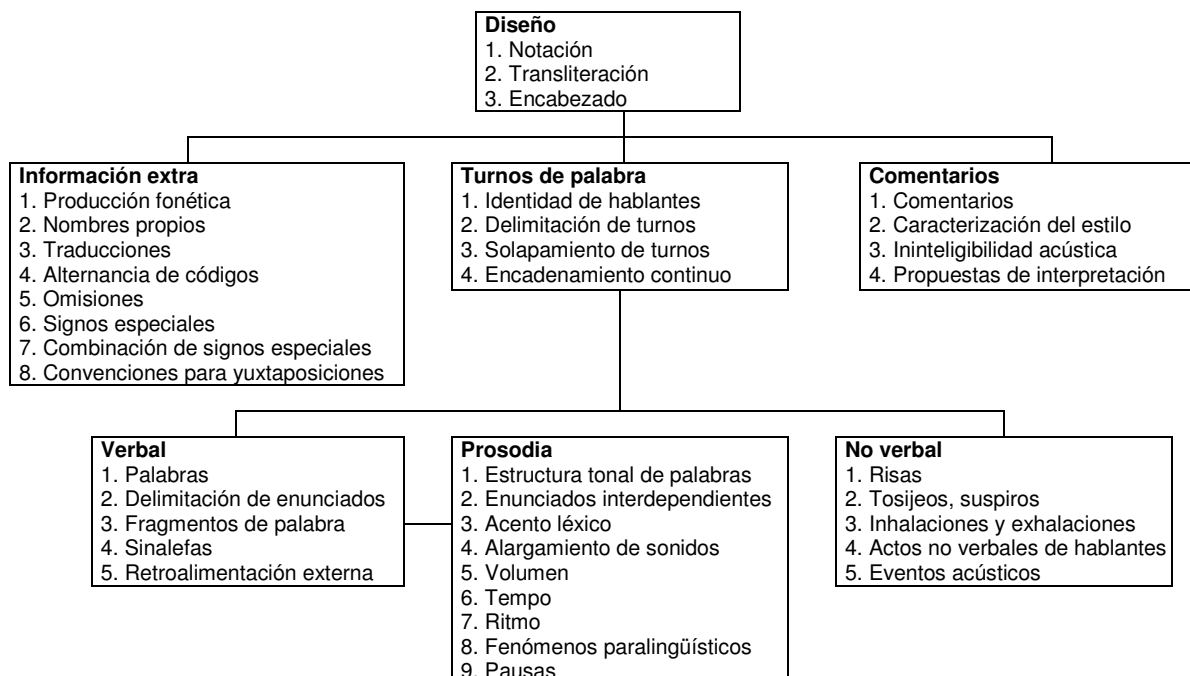 Diseño
1. Notación
2. Transliteración
3. Encabezado
Información extra
1. Producción fonética
2. Nombres propios
3. Traducciones
4. Alternancia de códigos
5. Omisiones
6. Signos especiales
7. Combinación de signos especiales
8. Convenciones para yuxtaposiciones
Turnos de palabra
1. Identidad de hablantes
2. Delimitación de turnos
3. Solapamiento de turnos
4. Encadenamiento continuo
Comentarios
1. Comentarios
2. Caracterización del estilo
3. Ininteligibilidad acústica
4. Propuestas de interpretación
Verbal
1. Palabras
2. Delimitación de enunciados
3. Fragmentos de palabra
4. Sinalefas
5. Retroalimentación externa
Prosodia
1. Estructura tonal de palabras
2. Enunciados interdependientes
3. Acento léxico
4. Alargamiento de sonidos
5. Volumen
6. Tempo
7. Ritmo
8. Fenómenos paralingüísticos
9. Pausas
No verbal
1. Risas
2. Tosijeos, suspiros
3. Inhalaciones y exhalaciones
4. Actos no verbales de hablantes
5. Eventos acústicos